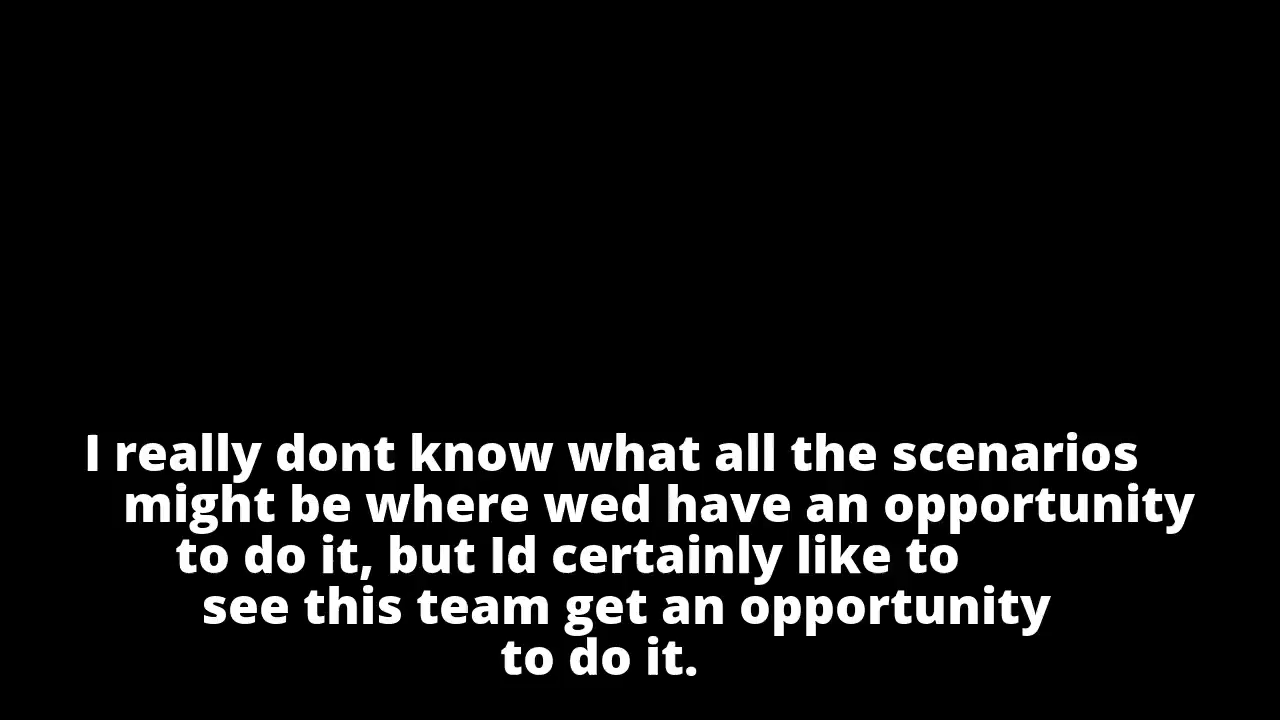 I really dont know what all the scenarios
might be where wed have an opportunity
to do it, but Id certainly like to
see this team get an opportunity
to do it.